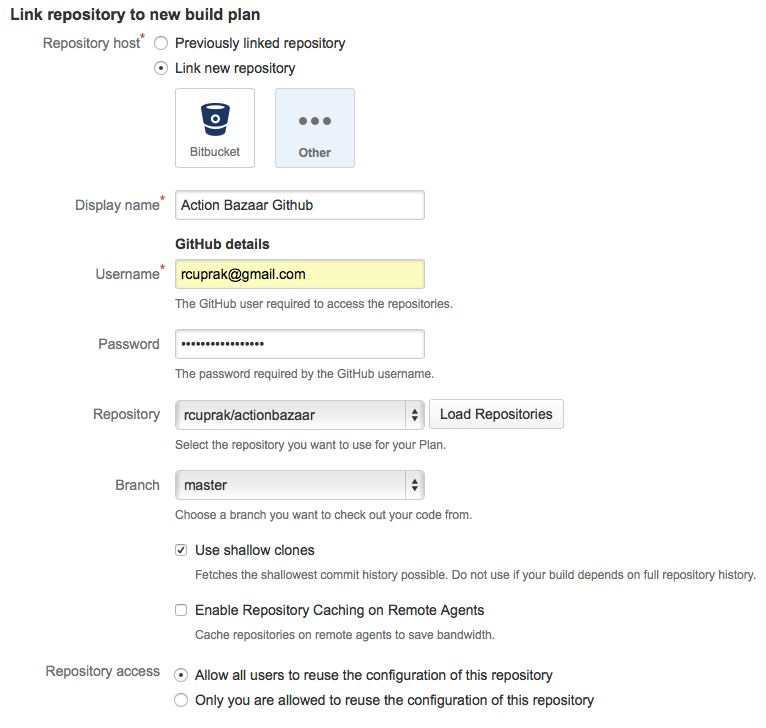 Link repository to new build plan
Repository host* Previously linked repository
Link new repository
Bitbucket
Other
Display name* Action Bazaar Github
GitHub details
Username* rcuprak@gmail.com
The GitHub user required to access the repositories.
Password •••••••••••••••••
The password required by the GitHub username.
Repository rcuprak/actionbazaar Load Repositories
Select the repository you want to use for your Plan.
Branch master
Choose a branch you want to check out your code from.
Use shallow clones
Fetches the shallowest commit history possible. Do not use if your build depends on full repository history.
Enable Repository Caching on Remote Agents
Cache repositories on remote agents to save bandwidth.
Repository access Allow all users to reuse the configuration of this repository
Only you are allowed to reuse the configuration of this repository